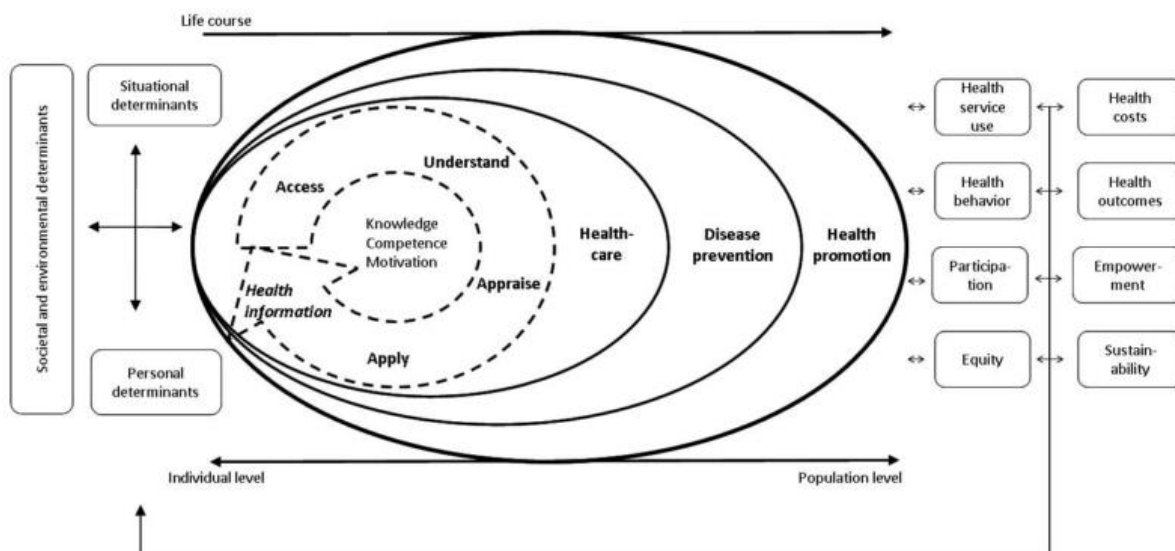 Life course
Societal and environmental determinants
Situational
determinants
Personal
determinants
Access
Understand
Appraise
Apply
Health
information
Knowledge
Competence
Motivation
Health-
care
Disease
prevention
Health
promotion
Health
service
use
Health
costs
Health
behavior
Health
outcomes
Participa-
tion
Empower-
ment
Equity
Sustain-
ability
Individual level
Population level